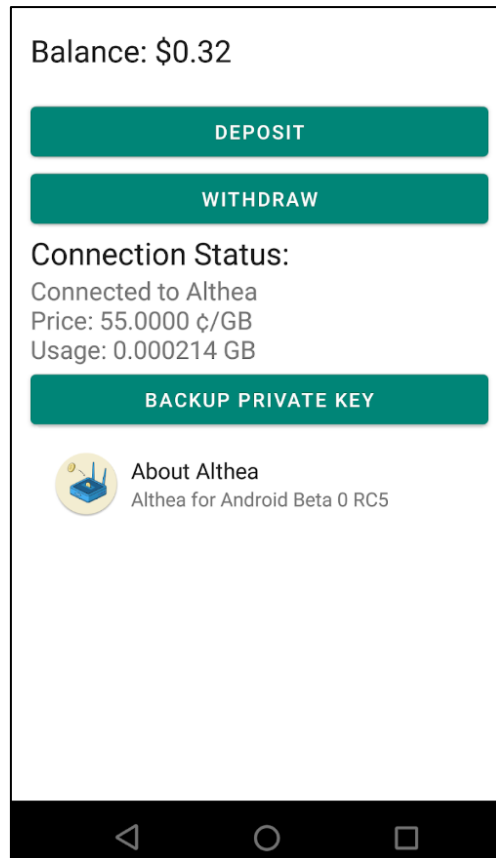 Balance: $0.32
DEPOSIT
WITHDRAW
Connection Status:
Connected to Althea
Price: 55.0000 ¢/GB
Usage: 0.000214 GB
BACKUP PRIVATE KEY
About Althea
Althea for Android Beta 0 RC5